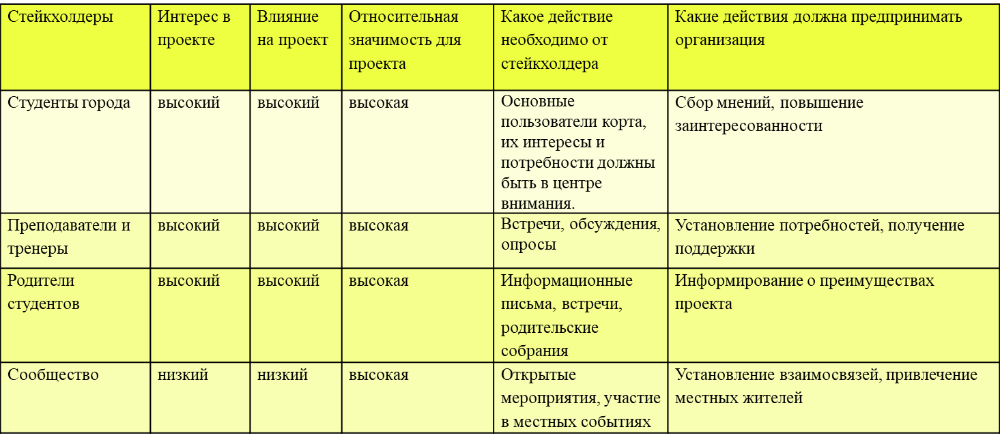 Стейкхолдеры
Интерес в
проекте
Влияние
на проект
Относительная
значимость для
проекта
Какое действие
необходимо от
стейкхолдера
Какие действия должна предпринимать
организация
Студенты города
высокий
высокий
высокая
Основные
пользователи корта,
их интересы и
потребности должны
быть в центре
внимания.
Сбор мнений, повышение
заинтересованности
Преподаватели и
тренеры
высокий
высокий
высокая
Встречи, обсуждения,
опросы
Установление потребностей, получение
поддержки
Родители
студентов
высокий
высокий
высокая
Информационные
письма, встречи,
родительские
собрания
Информирование о преимуществах
проекта
Сообщество
низкий
низкий
высокая
Открытые
мероприятия, участие
в местных событиях
Установление взаимосвязей, привлечение
местных жителей